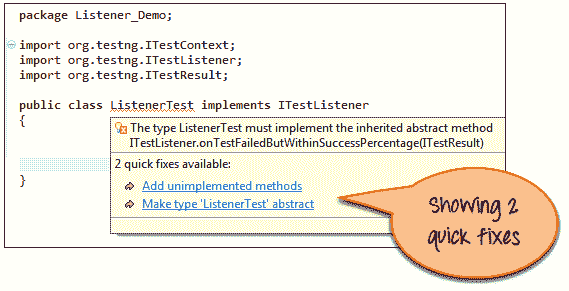 package Listener_Demo;
import org.testng.ITestContext;
import org.testng.ITestListener;
import org.testng.ITestResult;
public class ListenerTest implements ITestListener
{
The type ListenerTest must implement the inherited abstract method
ITestListener.onTestFailedButWithinSuccessPercentage(ITestResult)
2 quick fixes available:
Add unimplemented methods
Make type 'ListenerTest' abstract
}
showing 2
quick fixes